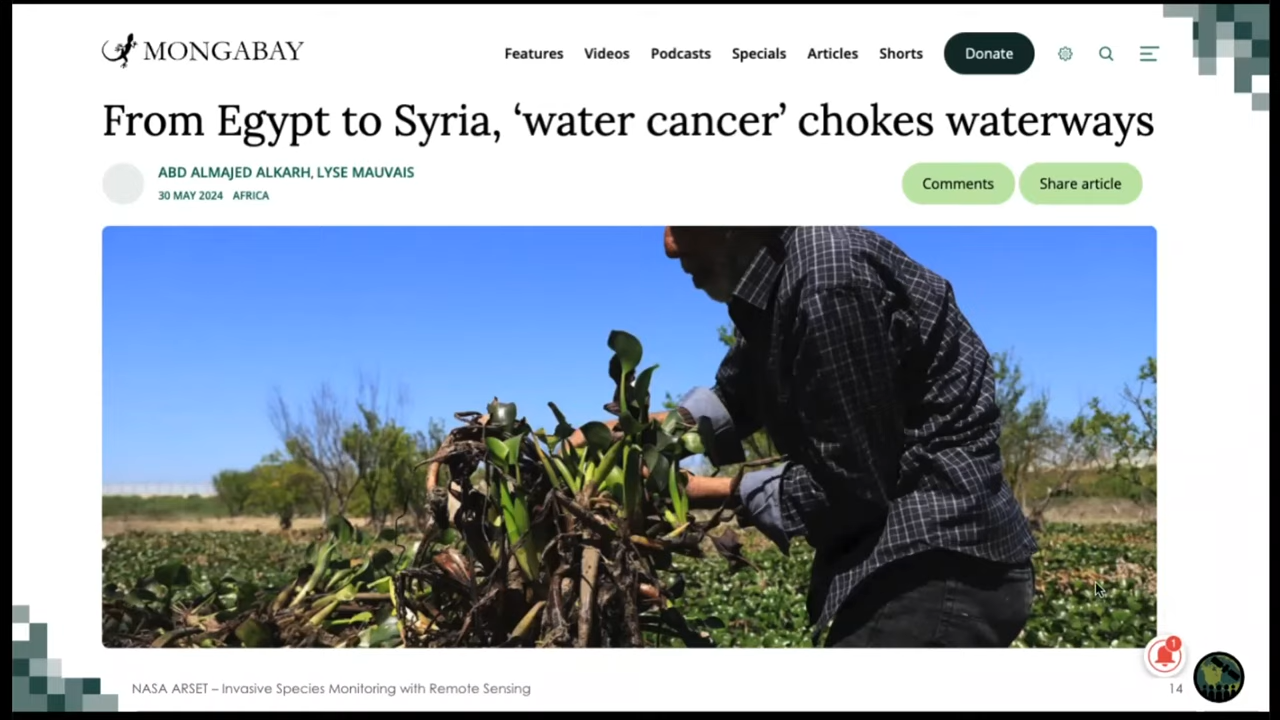 MONGABAY
Features Videos Podcasts Specials Articles Shorts Donate
From Egypt to Syria, ‘water cancer’ chokes waterways
ABD ALMAJED ALKARH, LYSE MAUVAIS
30 MAY 2024 AFRICA
Comments Share article
1
NASA ARSET – Invasive Species Monitoring with Remote Sensing
14